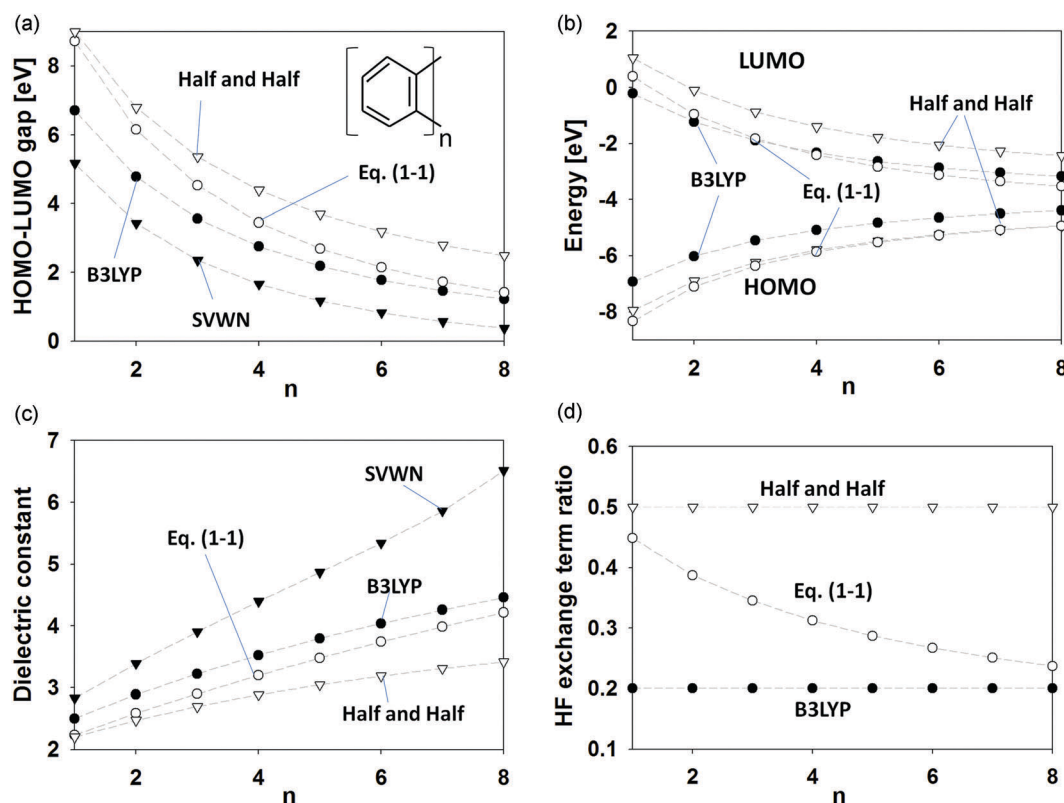 (a)
HOMO-LUMO gap [eV]
8
6
4
2
0
2
4
6
8
n
Half and Half
n
Eq. (1-1)
B3LYP
SVWN
(b)
Energy [eV]
2
0
-2
-4
-6
-8
2
4
6
8
n
LUMO
Half and Half
B3LYP
Eq. (1-1)
HOMO
(c)
Dielectric constant
7
6
5
4
3
2
2
4
6
8
n
SVWN
Eq. (1-1)
B3LYP
Half and Half
(d)
HF exchange term ratio
0.6
0.5
0.4
0.3
0.2
0.1
2
4
6
8
n
Half and Half
Eq. (1-1)
B3LYP